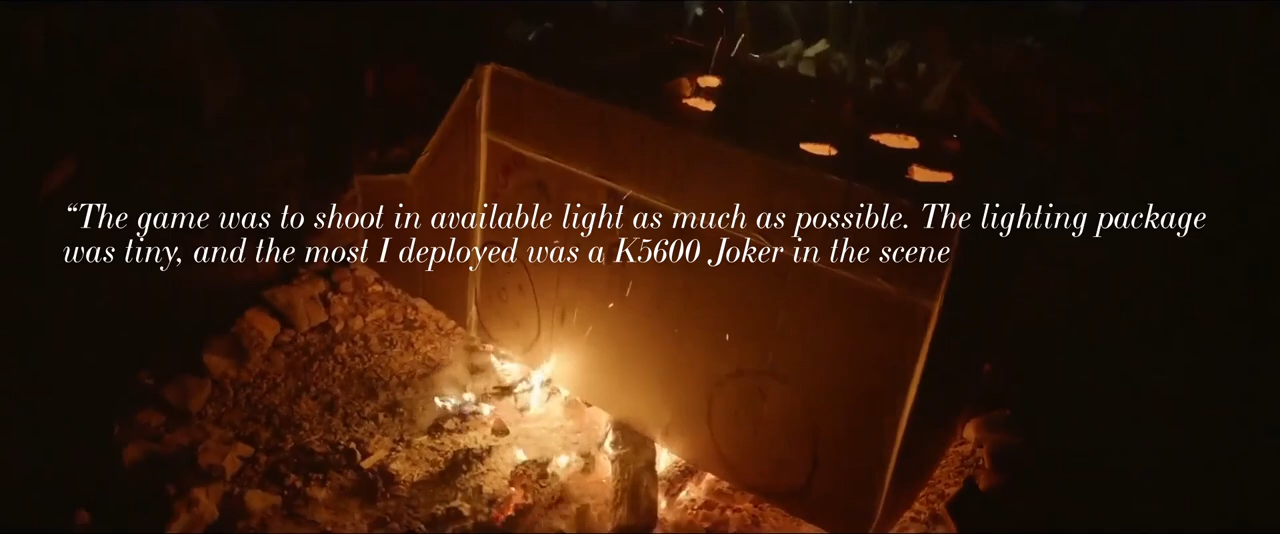 “The game was to shoot in available light as much as possible. The lighting package
was tiny, and the most I deployed was a K5600 Joker in the scene